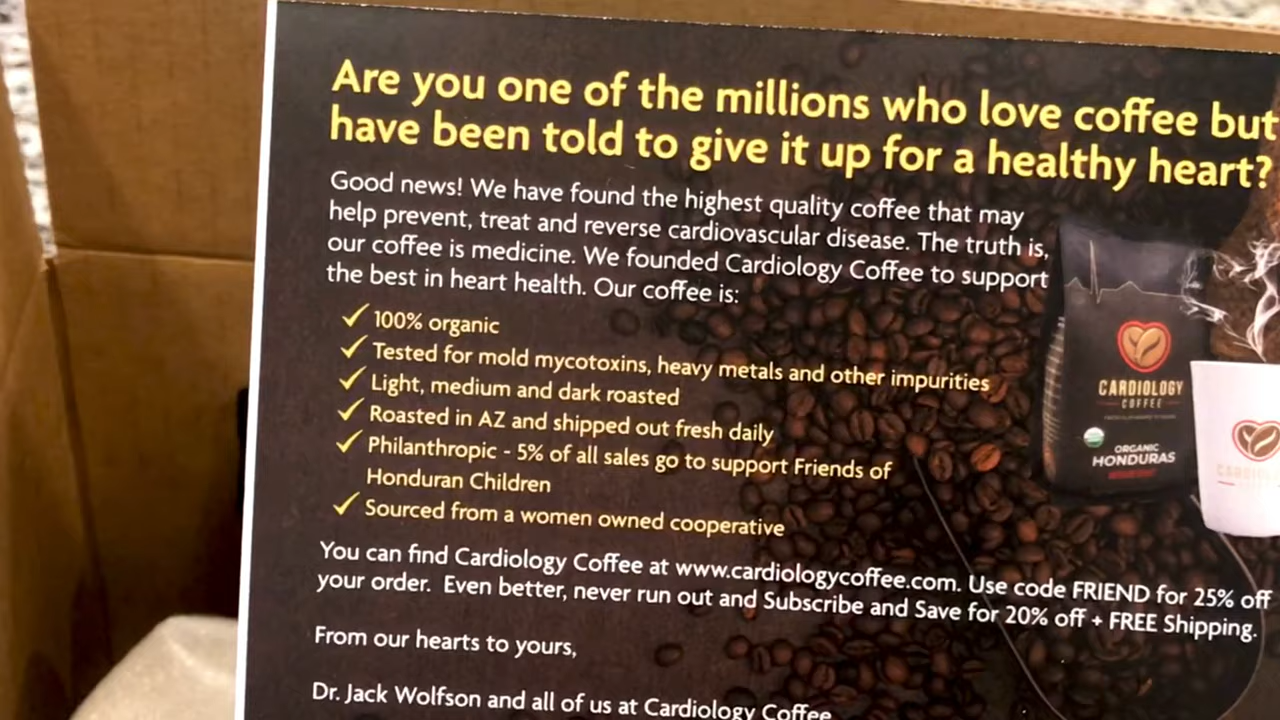 Are you one of the millions who love coffee but
have been told to give it up for a healthy heart?
Good news! We have found the highest quality coffee that may
help prevent, treat and reverse cardiovascular disease. The truth is,
our coffee is medicine. We founded Cardiology Coffee to support
the best in heart health. Our coffee is:
✓ 100% organic
✓ Tested for mold mycotoxins, heavy metals and other impurities
✓ Light, medium and dark roasted
✓ Roasted in AZ and shipped out fresh daily
✓ Philanthropic - 5% of all sales go to support Friends of
Honduran Children
✓ Sourced from a women owned cooperative
CARDIOLOGY
COFFEE
ORGANIC
HONDURAS
You can find Cardiology Coffee at www.cardiologycoffee.com. Use code FRIEND for 25% off
your order. Even better, never run out and Subscribe and Save for 20% off + FREE Shipping.
From our hearts to yours,
Dr. Jack Wolfson and all of us at Cardiology Coffee